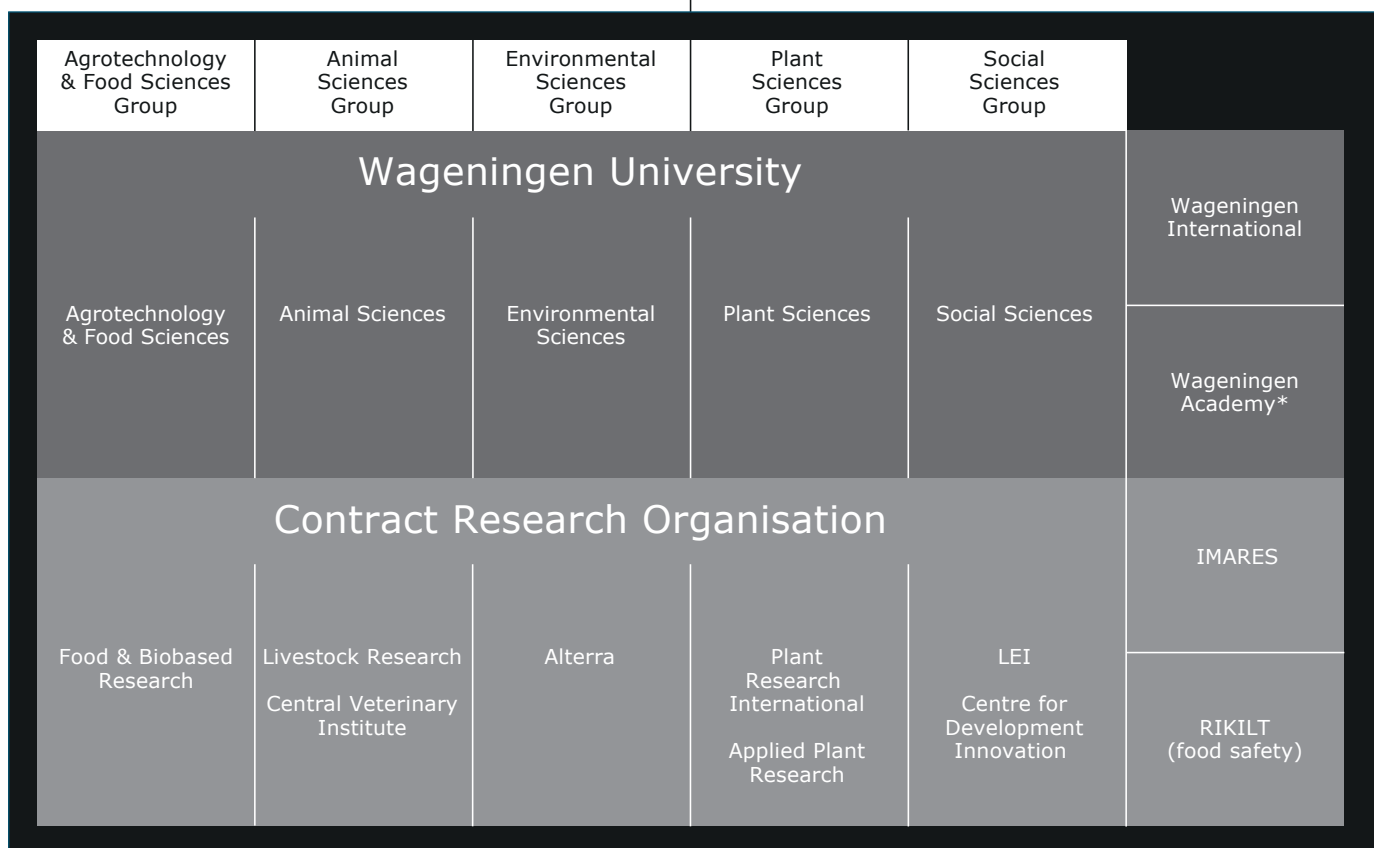 Agrotechnology
& Food Sciences
Group
Animal
Sciences
Group
Environmental
Sciences
Group
Plant
Sciences
Group
Social
Sciences
Group
Wageningen University
Agrotechnology
& Food Sciences
Animal Sciences
Environmental
Sciences
Plant Sciences
Social Sciences
Wageningen
International
Wageningen
Academy*
Contract Research Organisation
Food & Biobased
Research
Livestock Research
Central Veterinary
Institute
Alterra
Plant
Research
International
Applied Plant
Research
LEI
Centre for
Development
Innovation
IMARES
RIKILT
(food safety)